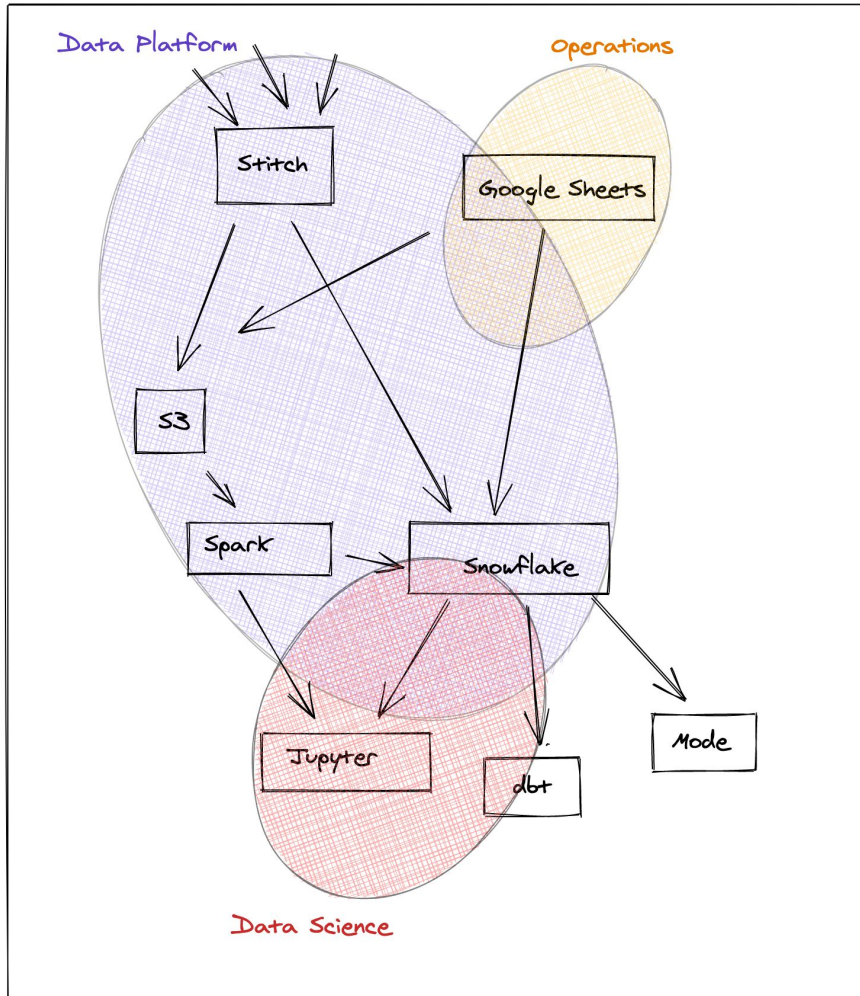 Data Platform
Operations
Stitch
Google Sheets
S3
Spark
Snowflake
Mode
Jupyter
dbt
Data Science